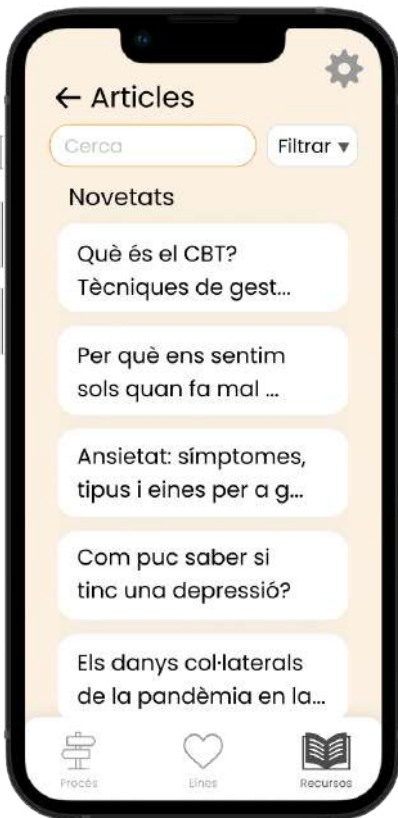 ← Articles
Cerca
Filtrar ▼
Novetats
Què és el CBT?
Tècniques de gest...
Per què ens sentim
sols quan fa mal ...
Ansietat: símptomes,
tipus i eines per a g...
Com puc saber si
tinc una depressió?
Els danys col·laterals
de la pandèmia en la...
Procés
Eines
Recursos